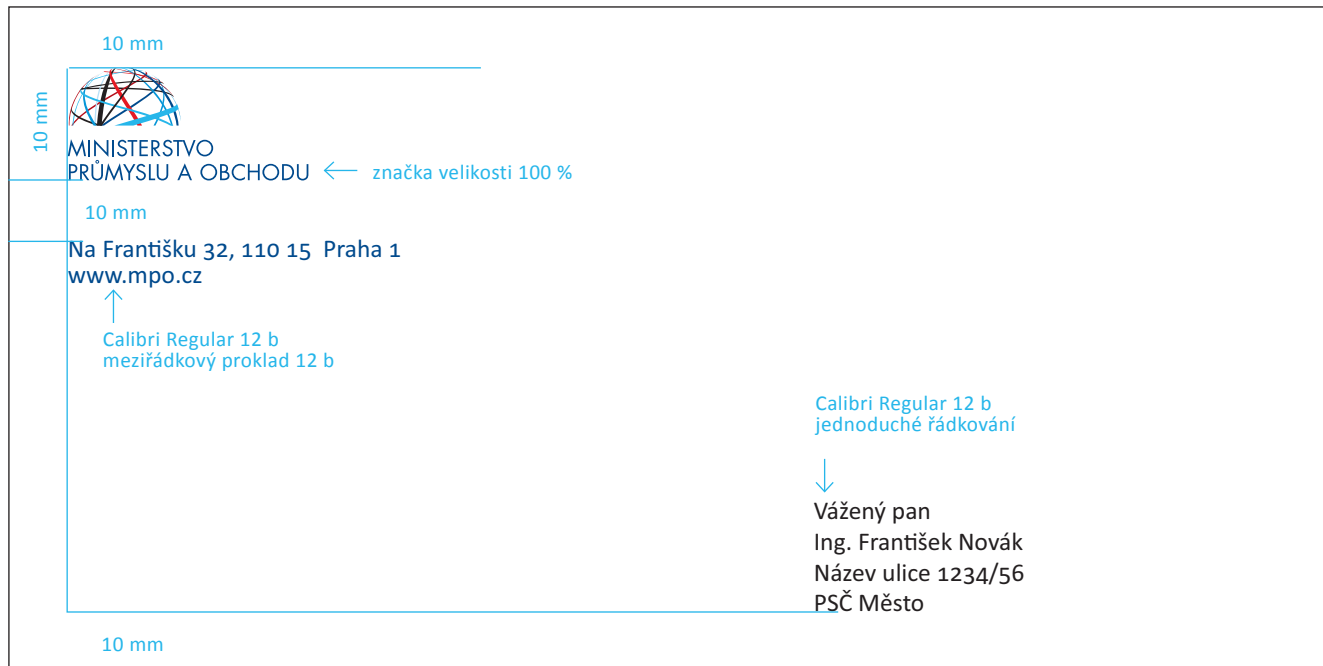 10 mm
10 mm
MINISTERSTVO
PRŮMYSLU A OBCHODU
značka velikosti 100 %
10 mm
Na Františku 32, 110 15  Praha 1
www.mpo.cz
Calibri Regular 12 b
meziřádkový proklad 12 b
Calibri Regular 12 b
jednoduché řádkování
Vážený pan
Ing. František Novák
Název ulice 1234/56
PSČ Město
10 mm